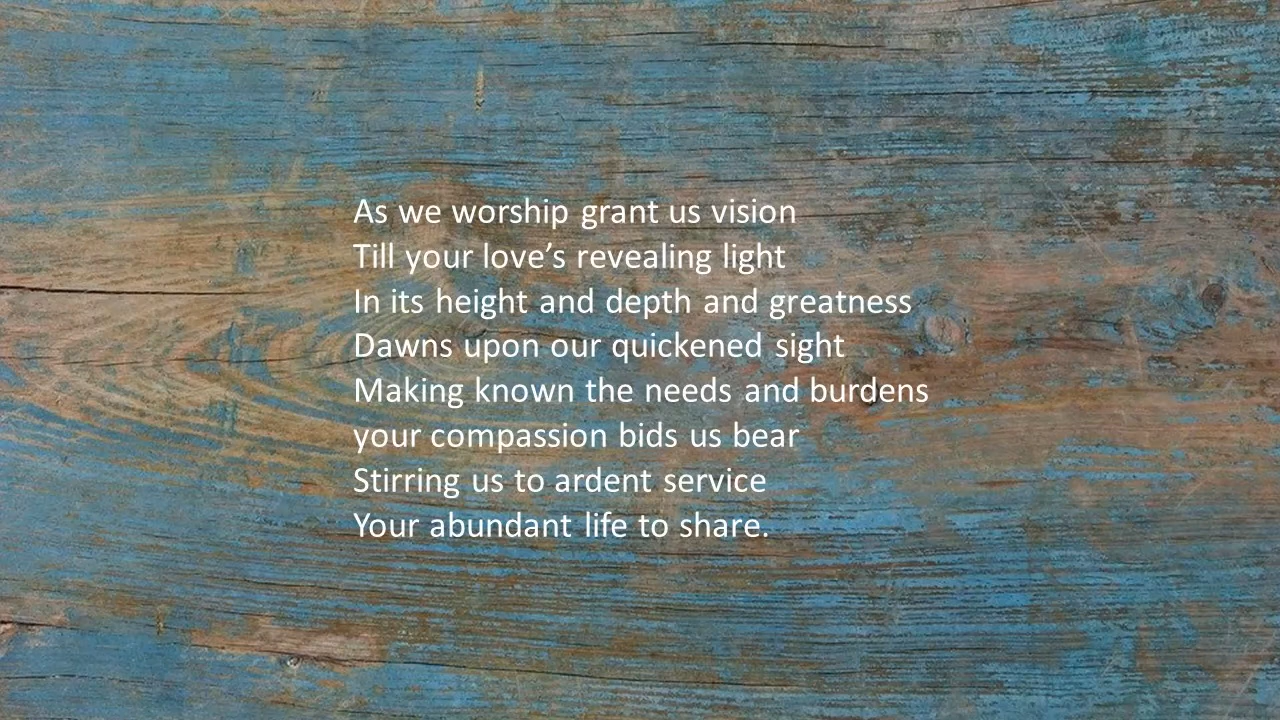 As we worship grant us vision
Till your love’s revealing light
In its height and depth and greatness
Dawns upon our quickened sight
Making known the needs and burdens
your compassion bids us bear
Stirring us to ardent service
Your abundant life to share.